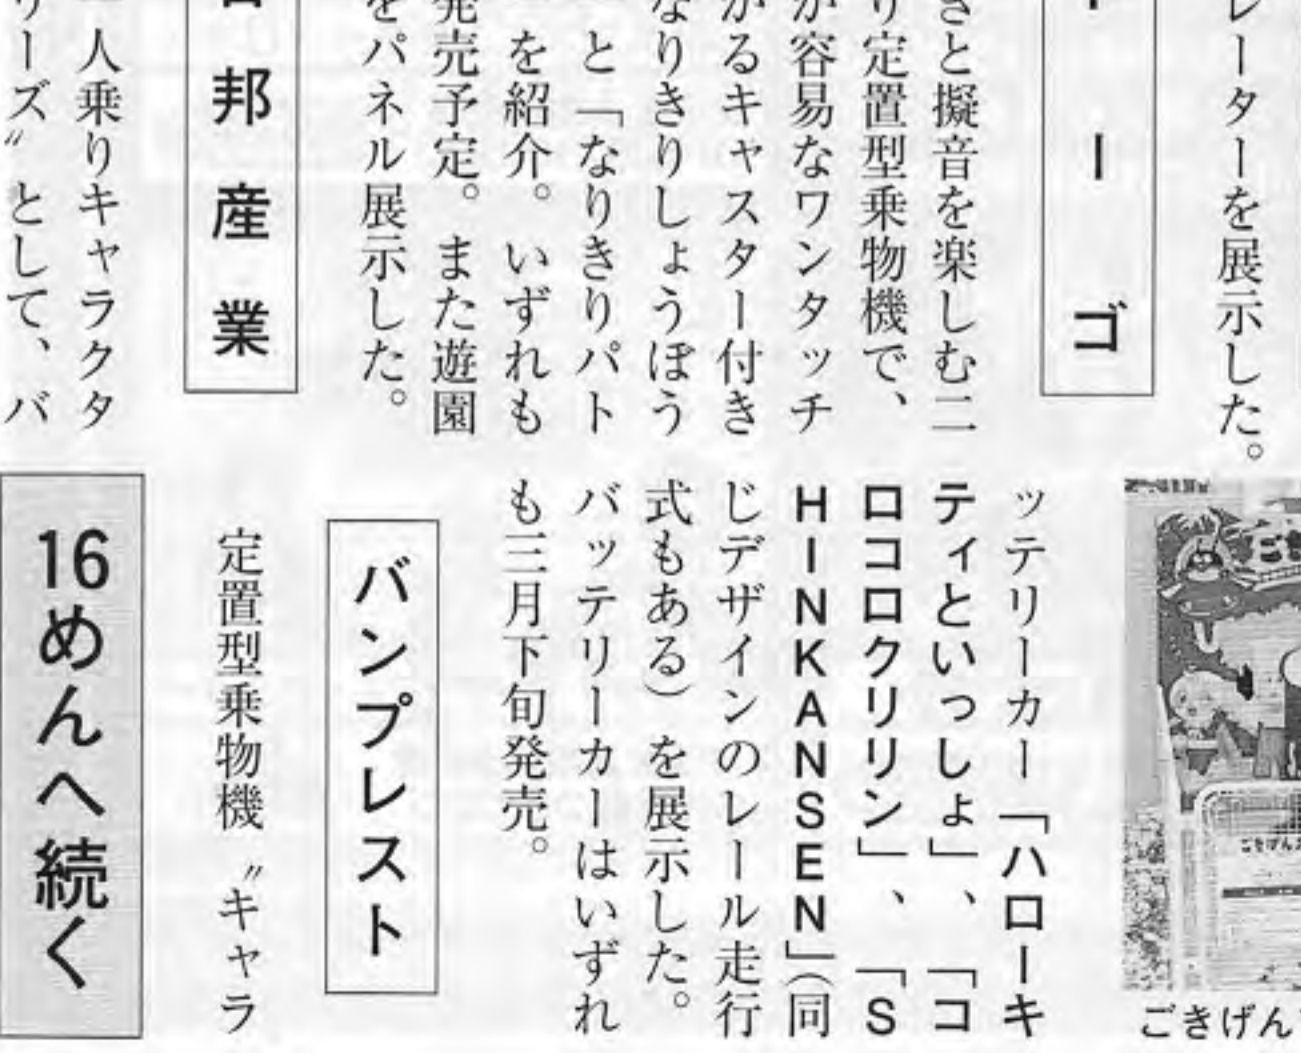 レーターを展示した。
ーゴ
さと擬音を楽しむ二
り定置型乗物機で、
が容易なワンタッチ
かるキャスター付き
なりきりしょうぼう
と「なりきりパト
を紹介。いずれも
発売予定。また遊園
をパネル展示した。
邦産業
一人乗りキャラクタ
リーズ〟として、バ
ごきげん
ッテリーカー「ハローキ
ティといっしょ」、「コ
ロコロクリリン」、「S
HINKANSEN」(同
じデザインのレール走行
式もある)を展示した。
バッテリーカーはいずれ
も三月下旬発売。
バンプレスト
定置型乗物機〝キャラ
16めんへ続く